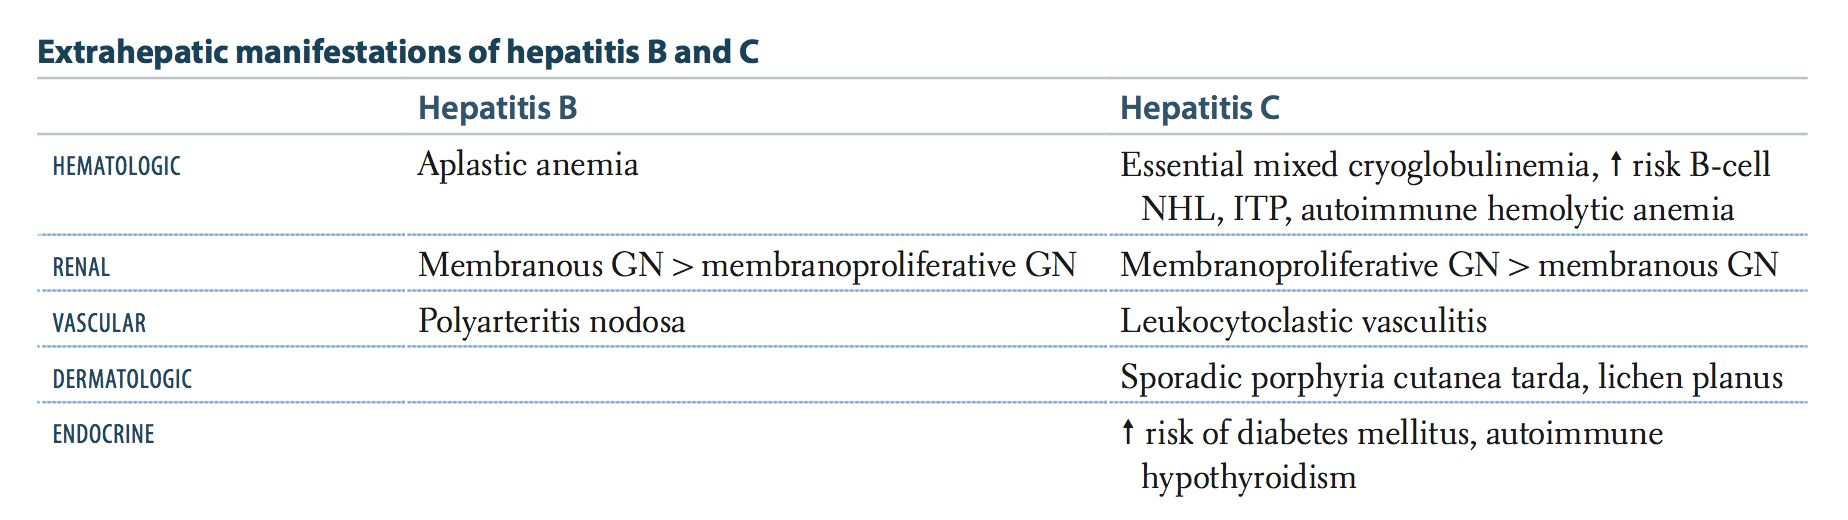 Extrahepatic manifestations of hepatitis B and C
Hepatitis B Hepatitis C
HEMATOLOGIC Aplastic anemia Essential mixed cryoglobulinemia, ↑ risk B-cell
NHL, ITP, autoimmune hemolytic anemia
RENAL Membranous GN > membranoproliferative GN Membranoproliferative GN > membranous GN
VASCULAR Polyarteritis nodosa Leukocytoclastic vasculitis
DERMATOLOGIC Sporadic porphyria cutanea tarda, lichen planus
ENDOCRINE ↑ risk of diabetes mellitus, autoimmune
hypothyroidism